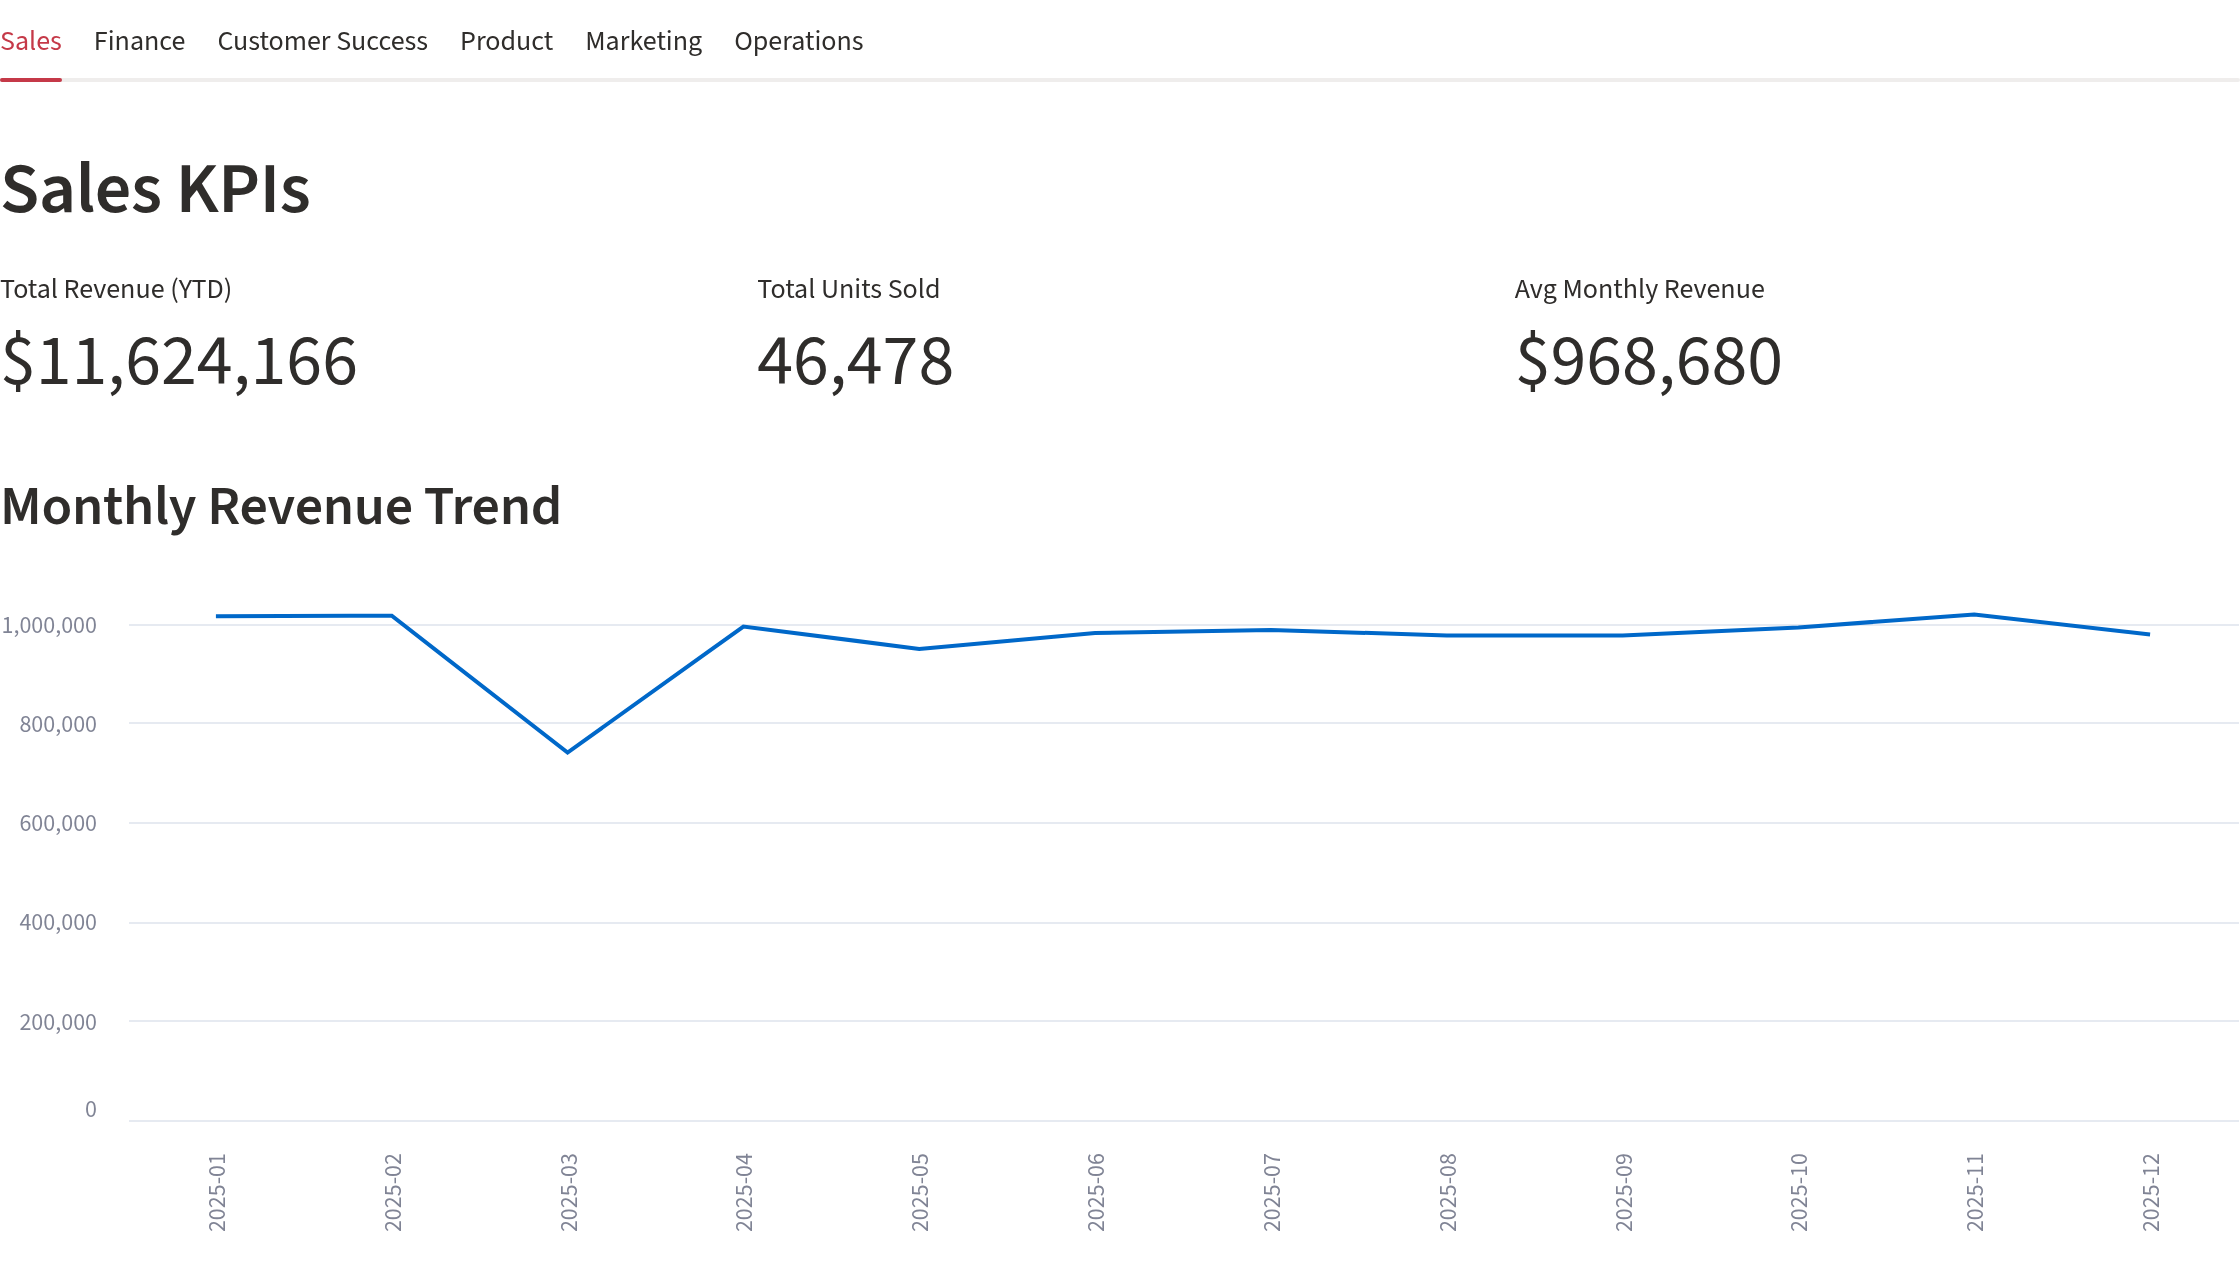 Sales Finance Customer Success Product Marketing Operations
Sales KPIs
Total Revenue (YTD) Total Units Sold Avg Monthly Revenue
$11,624,166 46,478 $968,680
Monthly Revenue Trend
1,000,000
800,000
600,000
400,000
200,000
0
2025-01 2025-02 2025-03 2025-04 2025-05 2025-06 2025-07 2025-08 2025-09 2025-10 2025-11 2025-12